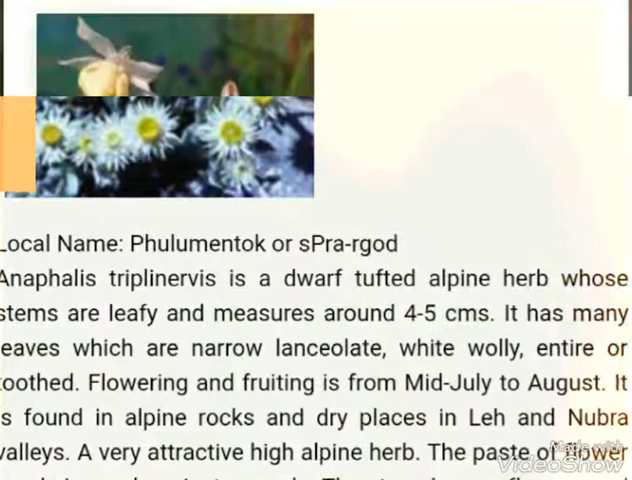 Local Name: Phulumentok or sPra-rgod
Anaphalis triplinervis is a dwarf tufted alpine herb whose
stems are leafy and measures around 4-5 cms. It has many
leaves which are narrow lanceolate, white wolly, entire or
toothed. Flowering and fruiting is from Mid-July to August. It
is found in alpine rocks and dry places in Leh and Nubra
valleys. A very attractive high alpine herb. The paste of flower
Made with
VideoShow